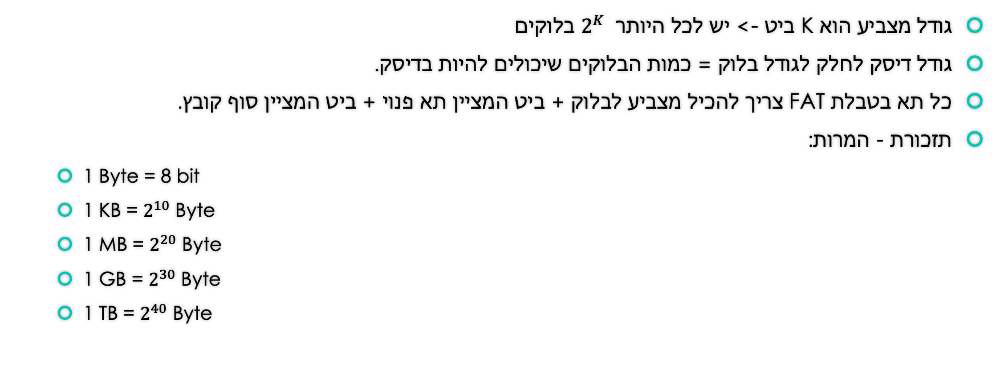 גודל מצביע הוא K ביט -> יש לכל היותר 2^K בלוקים
גודל דיסק לחלק לגודל בלוק = כמות הבלוקים שיכולים להיות בדיסק.
כל תא בטבלת FAT צריך להכיל מצביע לבלוק + ביט המציין תא פנוי + ביט המציין סוף קובץ.
תזכורת - המרות:
1 Byte = 8 bit
1 KB = 2^10 Byte
1 MB = 2^20 Byte
1 GB = 2^30 Byte
1 TB = 2^40 Byte